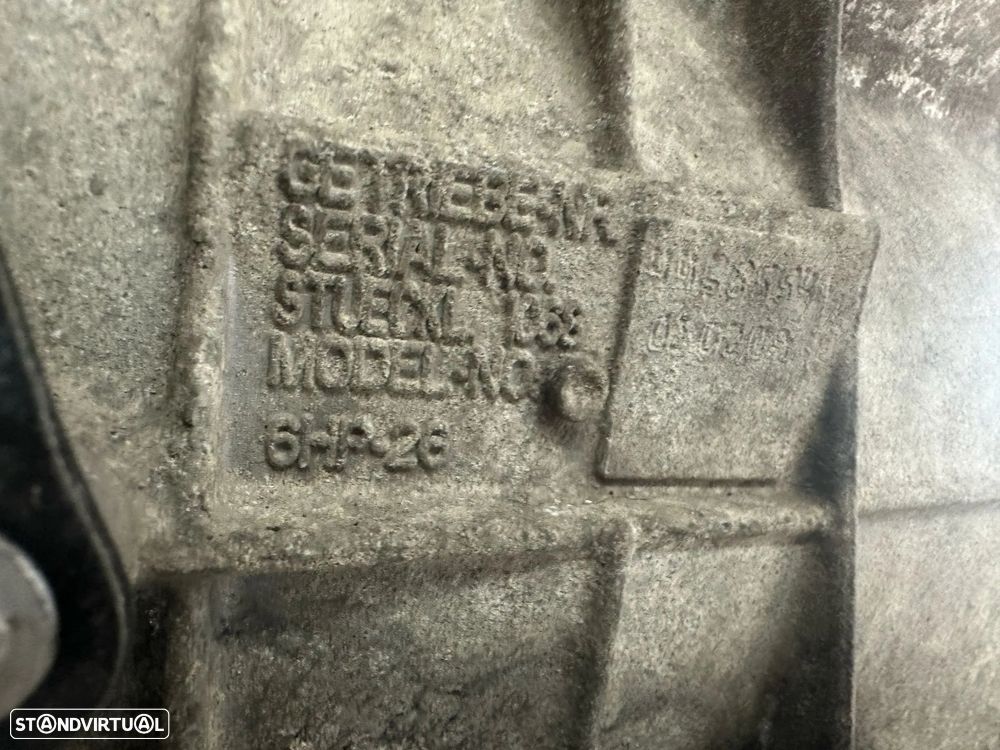 GETRIEBE-NR.
SERIAL-NO.
STUECKL. 1068
MODEL-NO.
6HP-26
STANDVIRTUAL